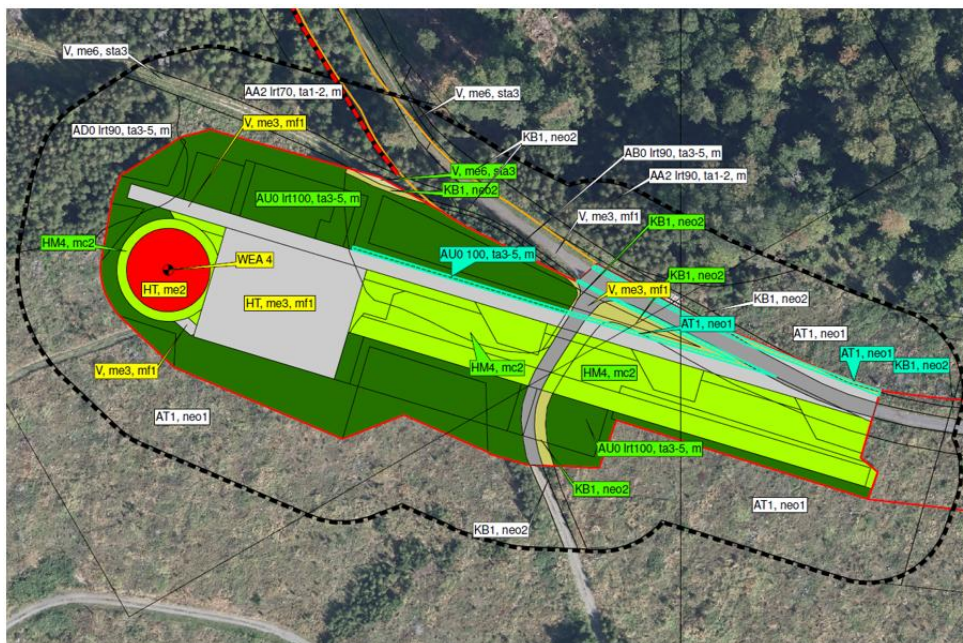 V, me6, sta3
AA2 lrt70, ta1-2, m
V, me6, sta3
AD0 lrt90, ta3-5, m
V, me3, mf1
KB1, neo2
AB0 lrt90, ta3-5, m
V, me6, sta3
KB1, neo2
AA2 lrt90, ta1-2, m
AU0 lrt100, ta3-5, m
KB1, neo2
V, me3, mf1
HM4, mc2
AU0 100, ta3-5, m
WEA 4
KB1, neo2
HT, me2
V, me3, mf1
HT, me3, mf1
KB1, neo2
AT1, neo1
AT1, neo1
AT1, neo1
KB1, neo2
HM4, mc2
HM4, mc2
V, me3, mf1
AT1, neo1
AU0 lrt100, ta3-5, m
KB1, neo2
AT1, neo1
KB1, neo2